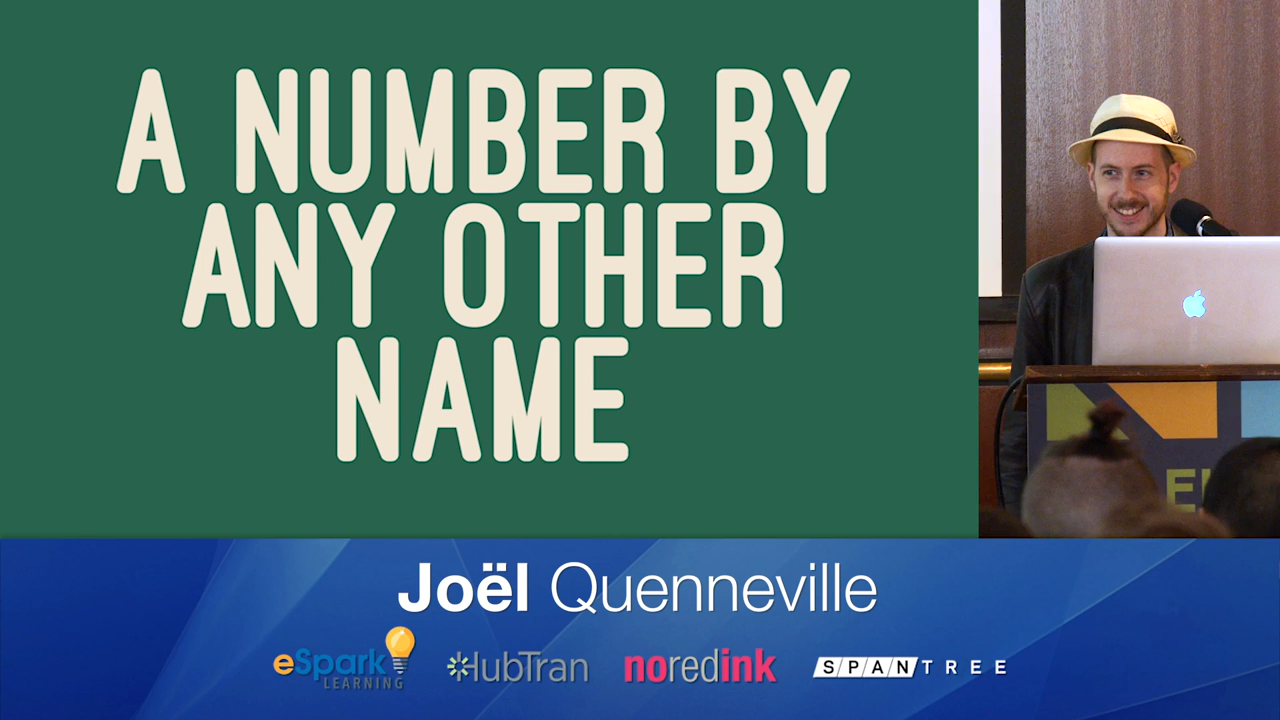 A NUMBER BY
ANY OTHER
NAME
Joël Quenneville
eSpark
LEARNING
HubTran
noredink
SPANTREE